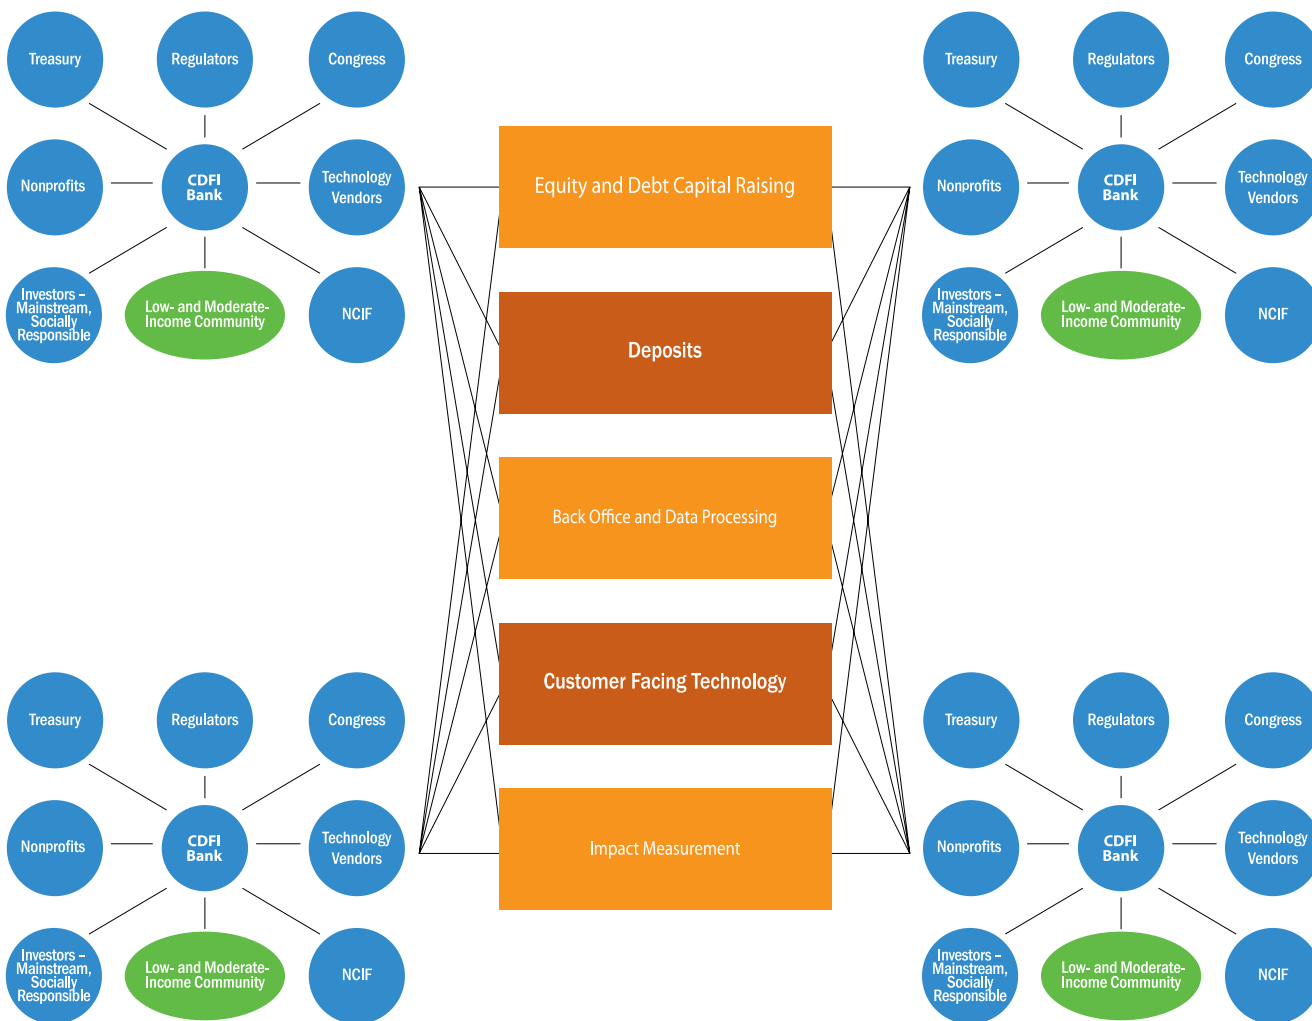 Treasury
Regulators
Congress
Nonprofits
CDFI
Bank
Technology
Vendors
Investors –
Mainstream,
Socially
Responsible
Low- and Moderate-
Income Community
NCIF
Equity and Debt Capital Raising
Deposits
Back Office and Data Processing
Customer Facing Technology
Impact Measurement
Treasury
Regulators
Congress
Nonprofits
CDFI
Bank
Technology
Vendors
Investors –
Mainstream,
Socially
Responsible
Low- and Moderate-
Income Community
NCIF
Treasury
Regulators
Congress
Nonprofits
CDFI
Bank
Technology
Vendors
Investors –
Mainstream,
Socially
Responsible
Low- and Moderate-
Income Community
NCIF
Treasury
Regulators
Congress
Nonprofits
CDFI
Bank
Technology
Vendors
Investors –
Mainstream,
Socially
Responsible
Low- and Moderate-
Income Community
NCIF